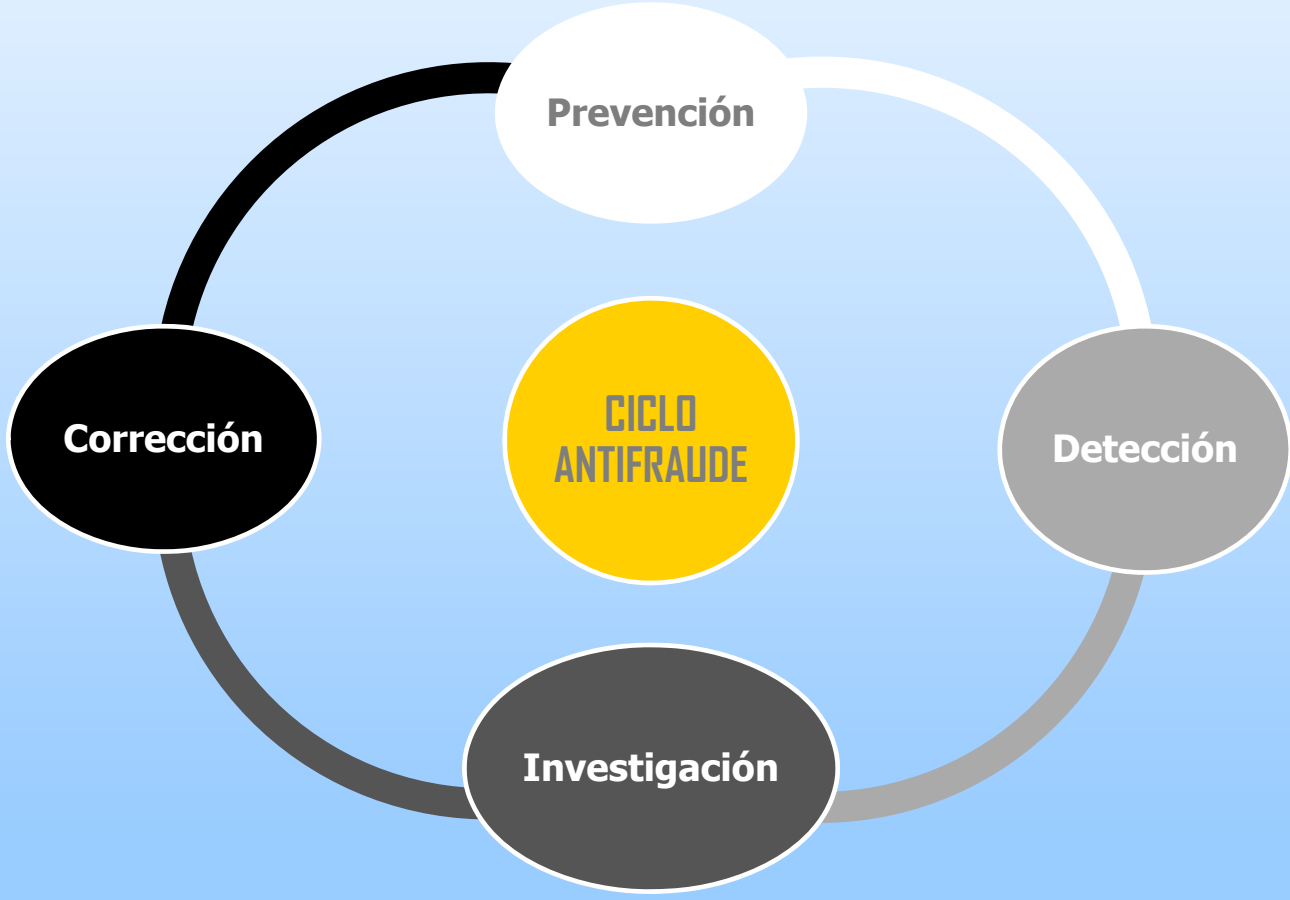 Prevención
Corrección
CICLO
ANTIFRAUDE
Detección
Investigación